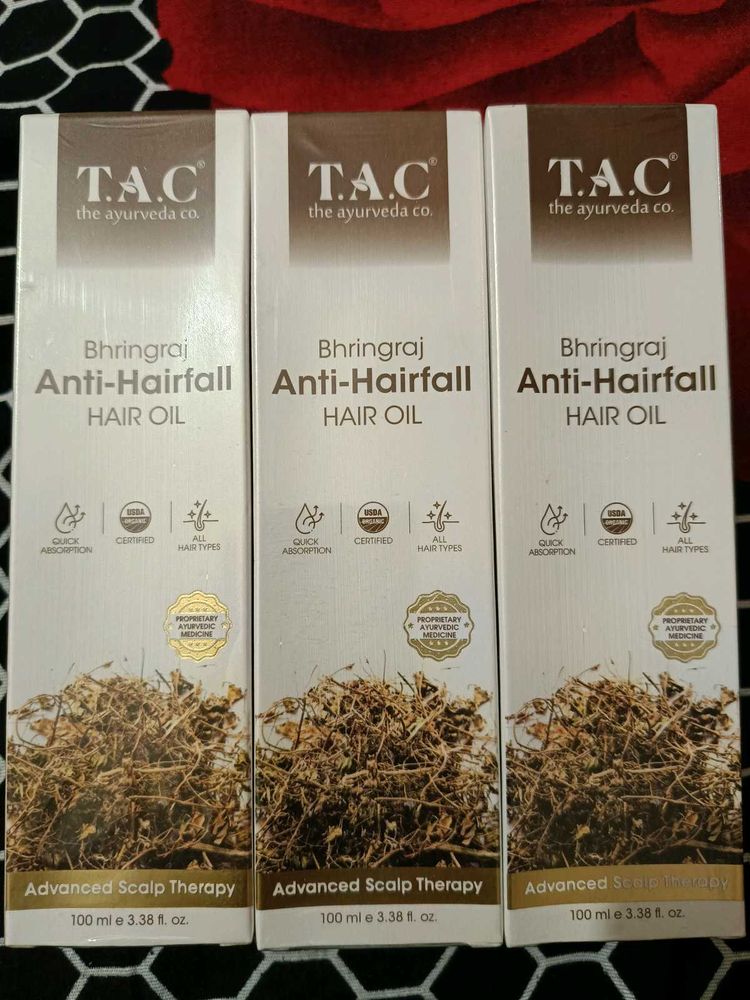 T.A.C®
the ayurveda co.
Bhringraj
Anti-Hairfall
HAIR OIL
QUICK
ABSORPTION
USDA
ORGANIC
CERTIFIED
ALL
HAIR TYPES
PROPRIETARY
AYURVEDIC
MEDICINE
Advanced Scalp Therapy
100 ml e 3.38 fl. oz.
T.A.C®
the ayurveda co.
Bhringraj
Anti-Hairfall
HAIR OIL
QUICK
ABSORPTION
USDA
ORGANIC
CERTIFIED
ALL
HAIR TYPES
PROPRIETARY
AYURVEDIC
MEDICINE
Advanced Scalp Therapy
100 ml e 3.38 fl. oz.
T.A.C®
the ayurveda co.
Bhringraj
Anti-Hairfall
HAIR OIL
QUICK
ABSORPTION
USDA
ORGANIC
CERTIFIED
ALL
HAIR TYPES
PROPRIETARY
AYURVEDIC
MEDICINE
Advanced Scalp Therapy
100 ml e 3.38 fl. oz.